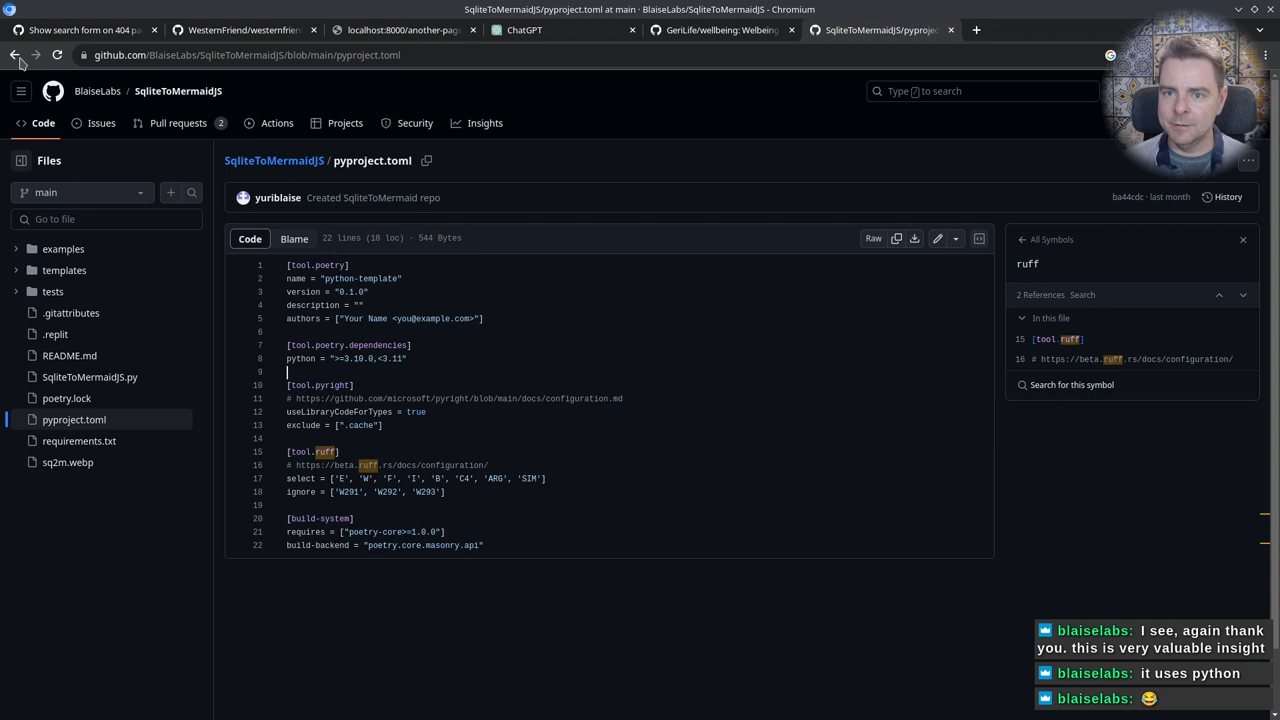 SqliteToMermaidJS/pyproject.toml at main · BlaiseLabs/SqliteToMermaidJS - Chromium
Show search form on 404 pa
WesternFriend/westernfrien
localhost:8000/another-page
ChatGPT
GeriLife/wellbeing: Welbeing
SqliteToMermaidJS/pyprojec
github.com/BlaiseLabs/SqliteToMermaidJS/blob/main/pyproject.toml
BlaiseLabs / SqliteToMermaidJS
Type / to search
Code
Issues
Pull requests 2
Actions
Projects
Security
Insights
Files
main
Go to file
examples
templates
tests
.gitattributes
.replit
README.md
SqliteToMermaidJS.py
poetry.lock
pyproject.toml
requirements.txt
sq2m.webp
SqliteToMermaidJS / pyproject.toml
yuriblaise Created SqliteToMermaid repo
ba44cdc · last month
History
Code
Blame
22 lines (18 loc) · 544 Bytes
Raw
1 [tool.poetry]
2 name = "python-template"
3 version = "0.1.0"
4 description = ""
5 authors = ["Your Name <you@example.com>"]
6
7 [tool.poetry.dependencies]
8 python = ">=3.10.0,<3.11"
9
10 [tool.pyright]
11 # https://github.com/microsoft/pyright/blob/main/docs/configuration.md
12 useLibraryCodeForTypes = true
13 exclude = [".cache"]
14
15 [tool.ruff]
16 # https://beta.ruff.rs/docs/configuration/
17 select = ['E', 'W', 'F', 'I', 'B', 'C4', 'ARG', 'SIM']
18 ignore = ['W291', 'W292', 'W293']
19
20 [build-system]
21 requires = ["poetry-core>=1.0.0"]
22 build-backend = "poetry.core.masonry.api"
All Symbols
ruff
2 References Search
In this file
15 [tool.ruff]
16 # https://beta.ruff.rs/docs/configuration/
Search for this symbol
blaiselabs: I see, again thank
you. this is very valuable insight
blaiselabs: it uses python
blaiselabs: 😂